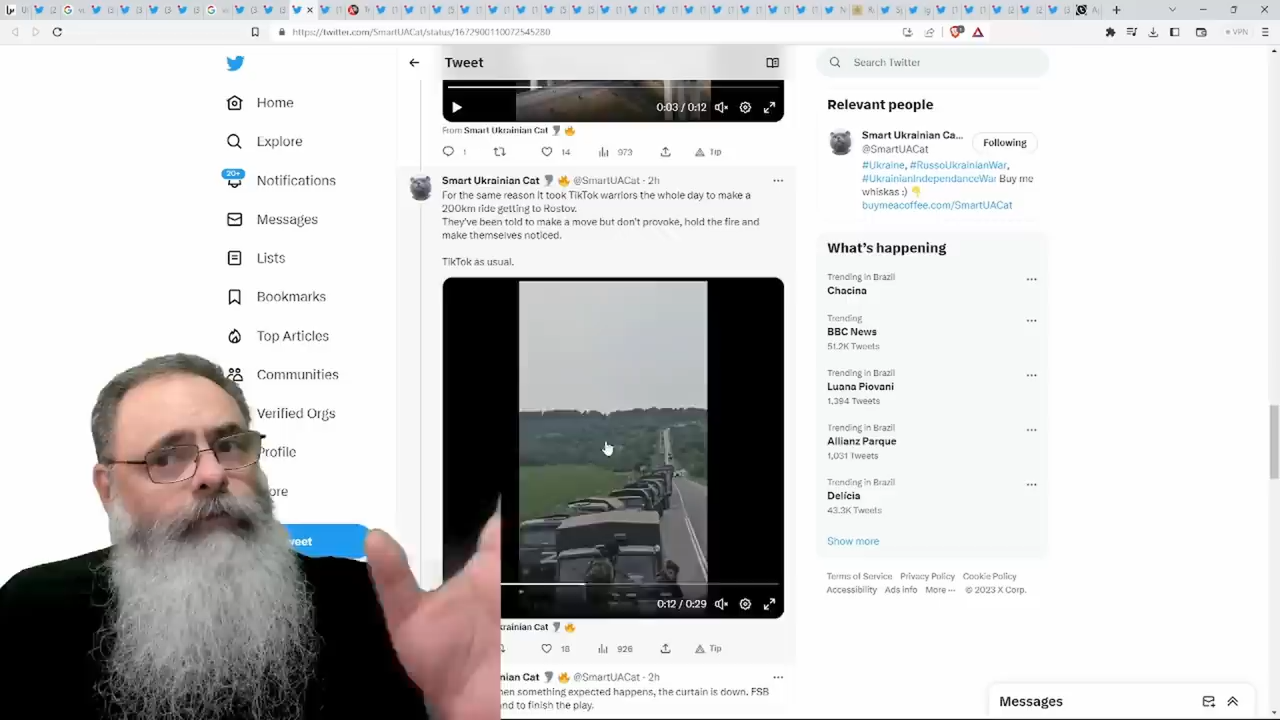 https://twitter.com/SmartUACat/status/1672900110072545280
VPN
Home
Explore
20+
Notifications
Messages
Lists
Bookmarks
Top Articles
Communities
Verified Orgs
Profile
Tweet
0:03 / 0:12
From Smart Ukrainian Cat
1
14
973
Tip
Smart Ukrainian Cat @SmartUACat · 2h
For the same reason it took TikTok warriors the whole day to make a
200km ride getting to Rostov.
They've been told to make a move but don't provoke, hold the fire and
make themselves noticed.
TikTok as usual.
0:12 / 0:29
krainian Cat
18
926
Tip
nian Cat @SmartUACat · 2h
en something expected happens, the curtain is down. FSB
nd to finish the play.
Search Twitter
Relevant people
Smart Ukrainian Ca...
@SmartUACat
Following
#Ukraine, #RussoUkrainianWar,
#UkrainianIndependanceWar Buy me
whiskas :)
buymeacoffee.com/SmartUACat
What's happening
Trending in Brazil
Chacina
Trending
BBC News
51.2K Tweets
Trending in Brazil
Luana Piovani
1,394 Tweets
Trending in Brazil
Allianz Parque
1,031 Tweets
Trending in Brazil
Delícia
43.3K Tweets
Show more
Terms of Service Privacy Policy Cookie Policy
Accessibility Ads info More ··· © 2023 X Corp.
Messages